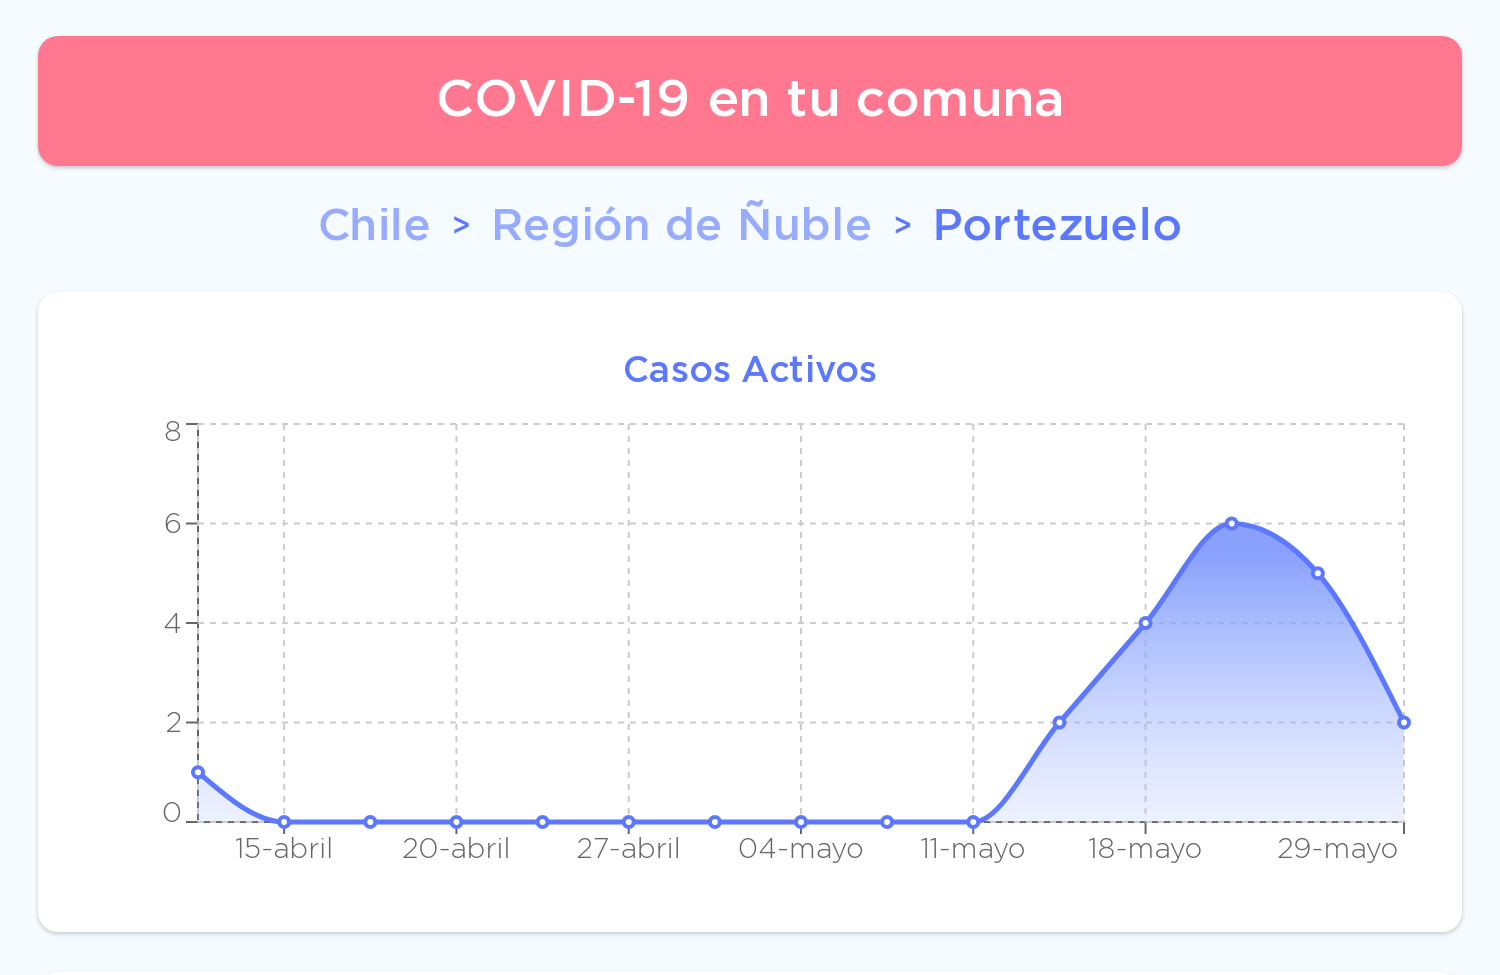 COVID-19 en tu comuna
Chile > Región de Ñuble > Portezuelo
Casos Activos
8
6
4
2
0
15-abril 20-abril 27-abril 04-mayo 11-mayo 18-mayo 29-mayo